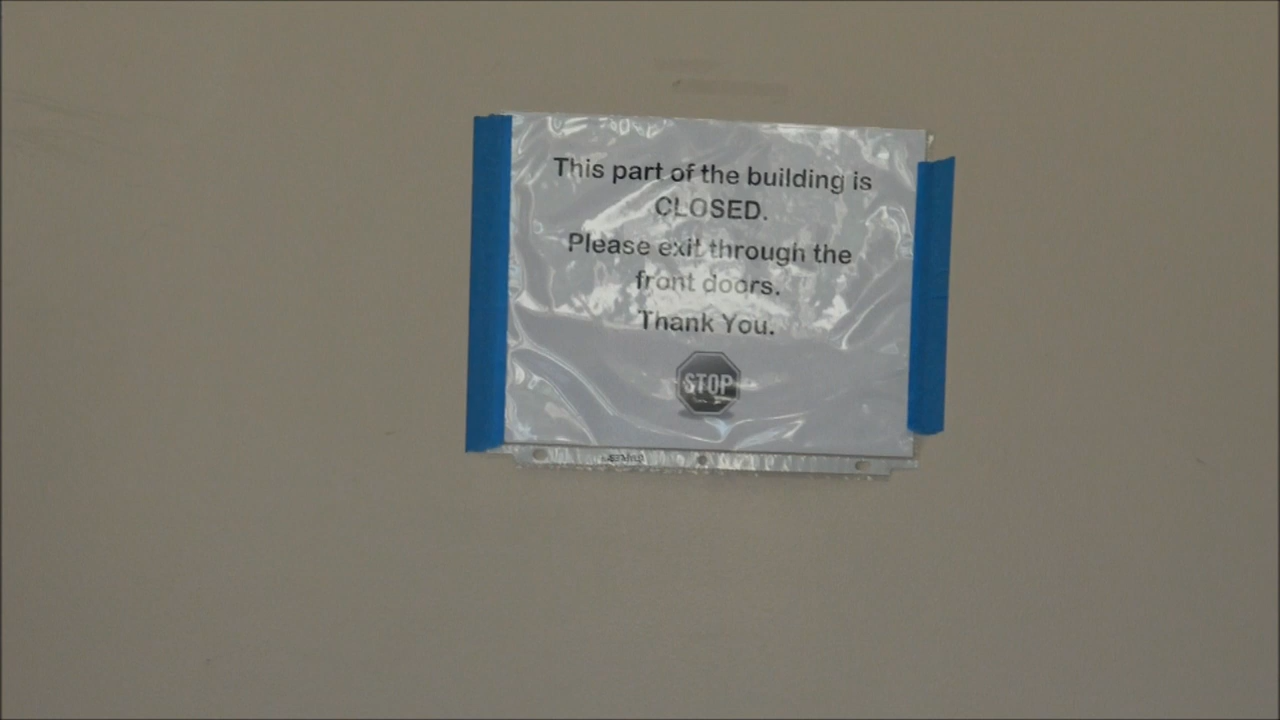 This part of the building is
CLOSED.
Please exit through the
front doors.
Thank You.
STOP